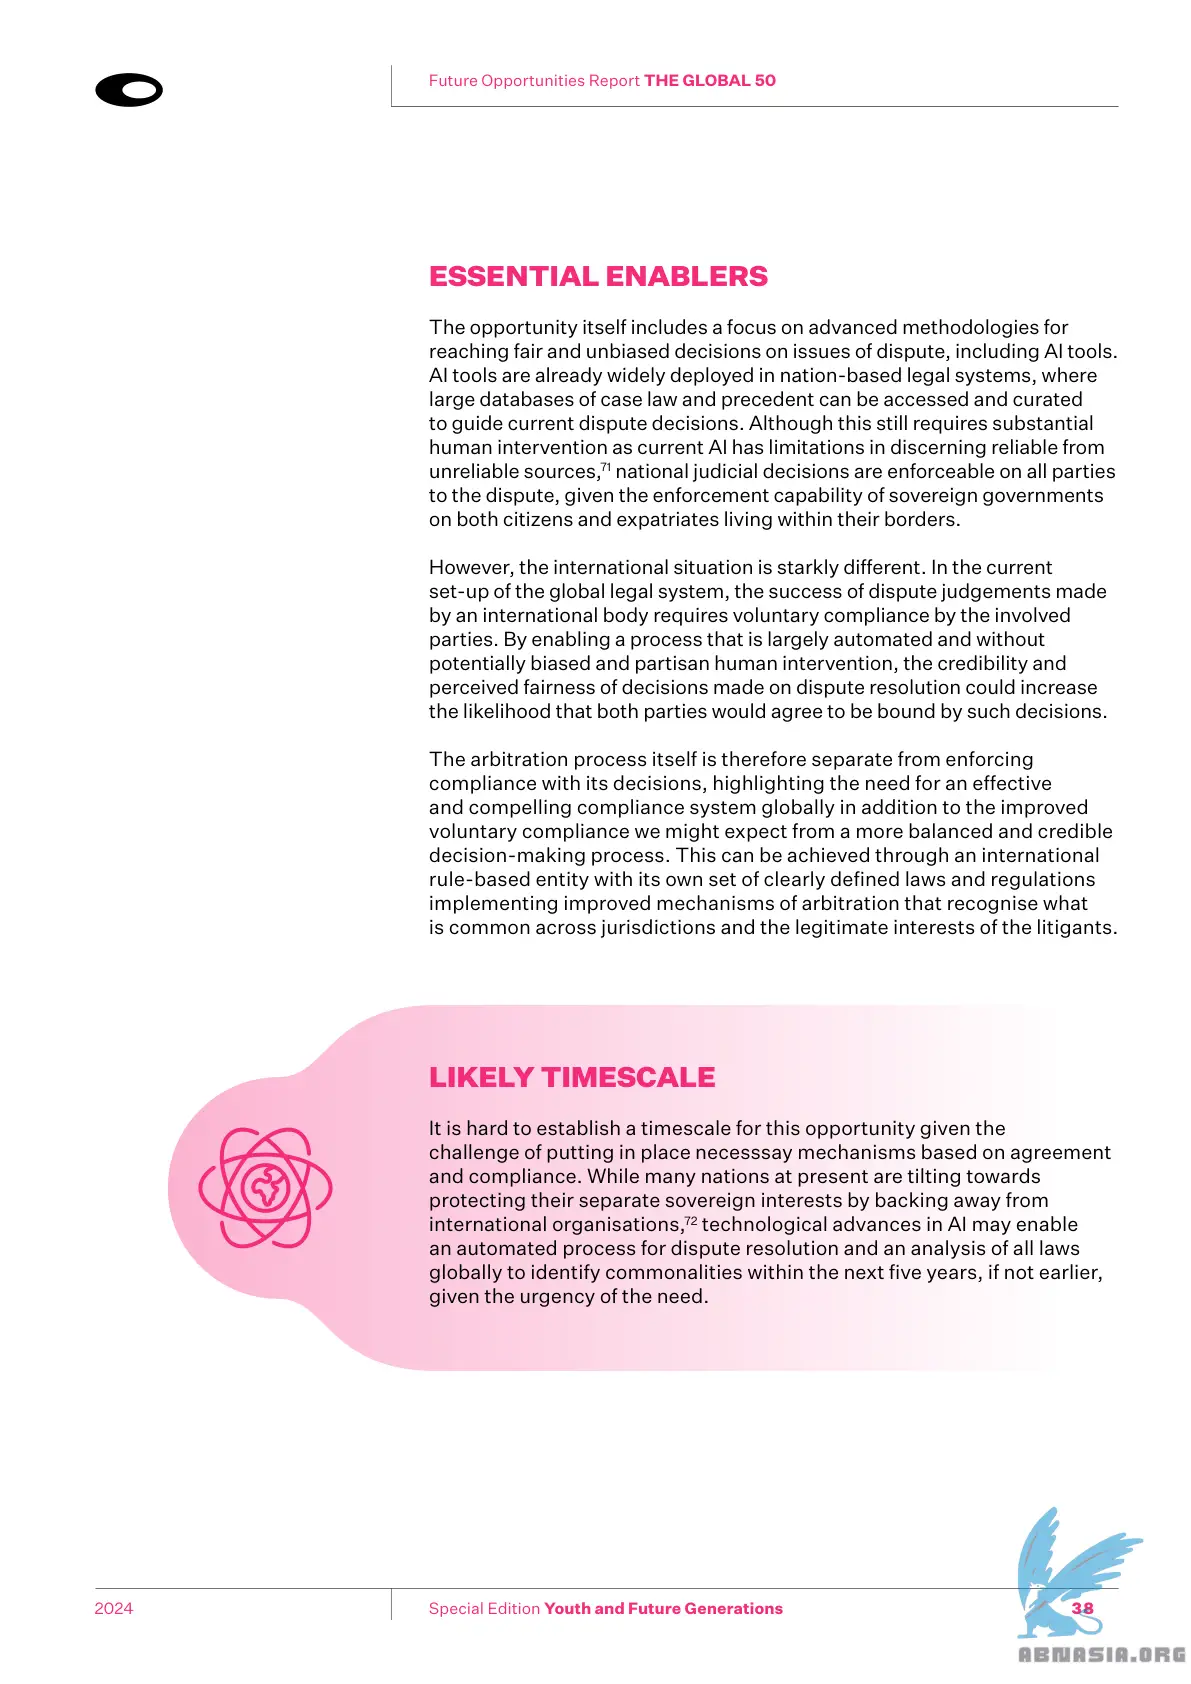 Future Opportunities Report THE GLOBAL 50
ESSENTIAL ENABLERS
The opportunity itself includes a focus on advanced methodologies for
reaching fair and unbiased decisions on issues of dispute, including AI tools.
AI tools are already widely deployed in nation-based legal systems, where
large databases of case law and precedent can be accessed and curated
to guide current dispute decisions. Although this still requires substantial
human intervention as current AI has limitations in discerning reliable from
unreliable sources,71 national judicial decisions are enforceable on all parties
to the dispute, given the enforcement capability of sovereign governments
on both citizens and expatriates living within their borders.
However, the international situation is starkly different. In the current
set-up of the global legal system, the success of dispute judgements made
by an international body requires voluntary compliance by the involved
parties. By enabling a process that is largely automated and without
potentially biased and partisan human intervention, the credibility and
perceived fairness of decisions made on dispute resolution could increase
the likelihood that both parties would agree to be bound by such decisions.
The arbitration process itself is therefore separate from enforcing
compliance with its decisions, highlighting the need for an effective
and compelling compliance system globally in addition to the improved
voluntary compliance we might expect from a more balanced and credible
decision-making process. This can be achieved through an international
rule-based entity with its own set of clearly defined laws and regulations
implementing improved mechanisms of arbitration that recognise what
is common across jurisdictions and the legitimate interests of the litigants.
LIKELY TIMESCALE
It is hard to establish a timescale for this opportunity given the
challenge of putting in place necesssay mechanisms based on agreement
and compliance. While many nations at present are tilting towards
protecting their separate sovereign interests by backing away from
international organisations,72 technological advances in AI may enable
an automated process for dispute resolution and an analysis of all laws
globally to identify commonalities within the next five years, if not earlier,
given the urgency of the need.
2024
Special Edition Youth and Future Generations
38
ABNASIA.ORG